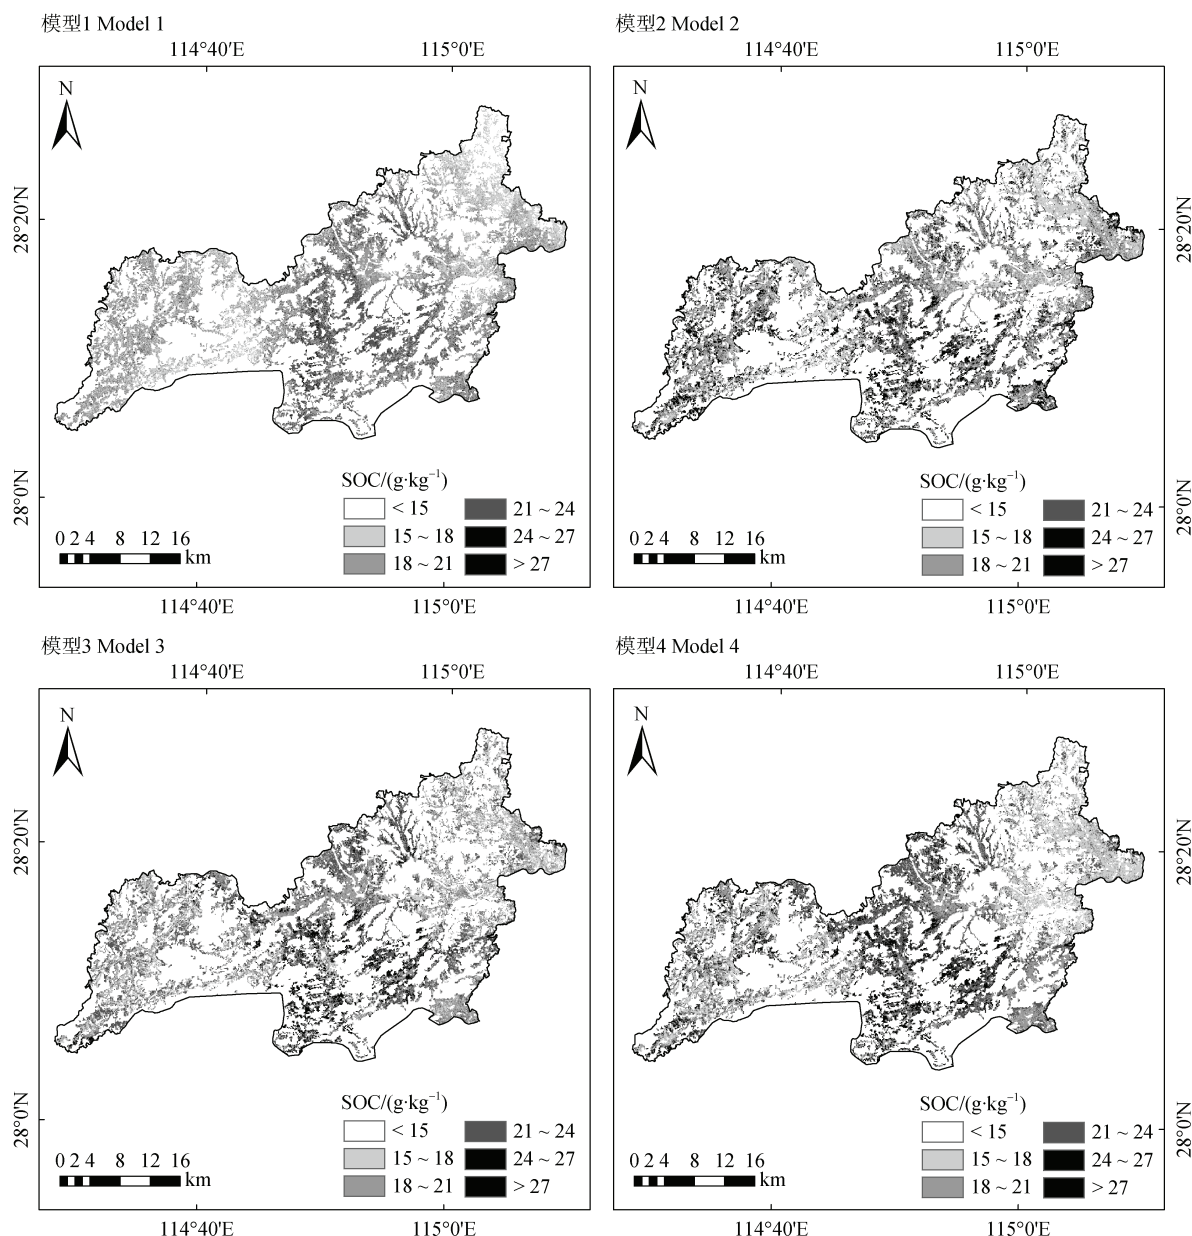 模型1 Model 1
114°40'E 115°0'E
N
28°20'N
28°0'N
SOC/(g·kg⁻¹)
< 15 21 ~ 24
15 ~ 18 24 ~ 27
18 ~ 21 > 27
0 2 4 8 12 16
km
114°40'E 115°0'E
模型2 Model 2
114°40'E 115°0'E
N
28°20'N
28°0'N
SOC/(g·kg⁻¹)
< 15 21 ~ 24
15 ~ 18 24 ~ 27
18 ~ 21 > 27
0 2 4 8 12 16
km
114°40'E 115°0'E
模型3 Model 3
114°40'E 115°0'E
N
28°20'N
28°0'N
SOC/(g·kg⁻¹)
< 15 21 ~ 24
15 ~ 18 24 ~ 27
18 ~ 21 > 27
0 2 4 8 12 16
km
114°40'E 115°0'E
模型4 Model 4
114°40'E 115°0'E
N
28°20'N
28°0'N
SOC/(g·kg⁻¹)
< 15 21 ~ 24
15 ~ 18 24 ~ 27
18 ~ 21 > 27
0 2 4 8 12 16
km
114°40'E 115°0'E